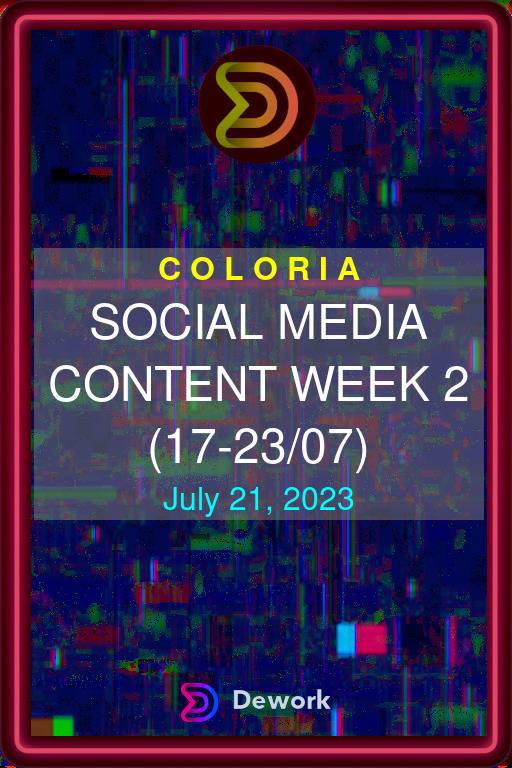 COLORIA
SOCIAL MEDIA
CONTENT WEEK 2
(17-23/07)
July 21, 2023
Dework